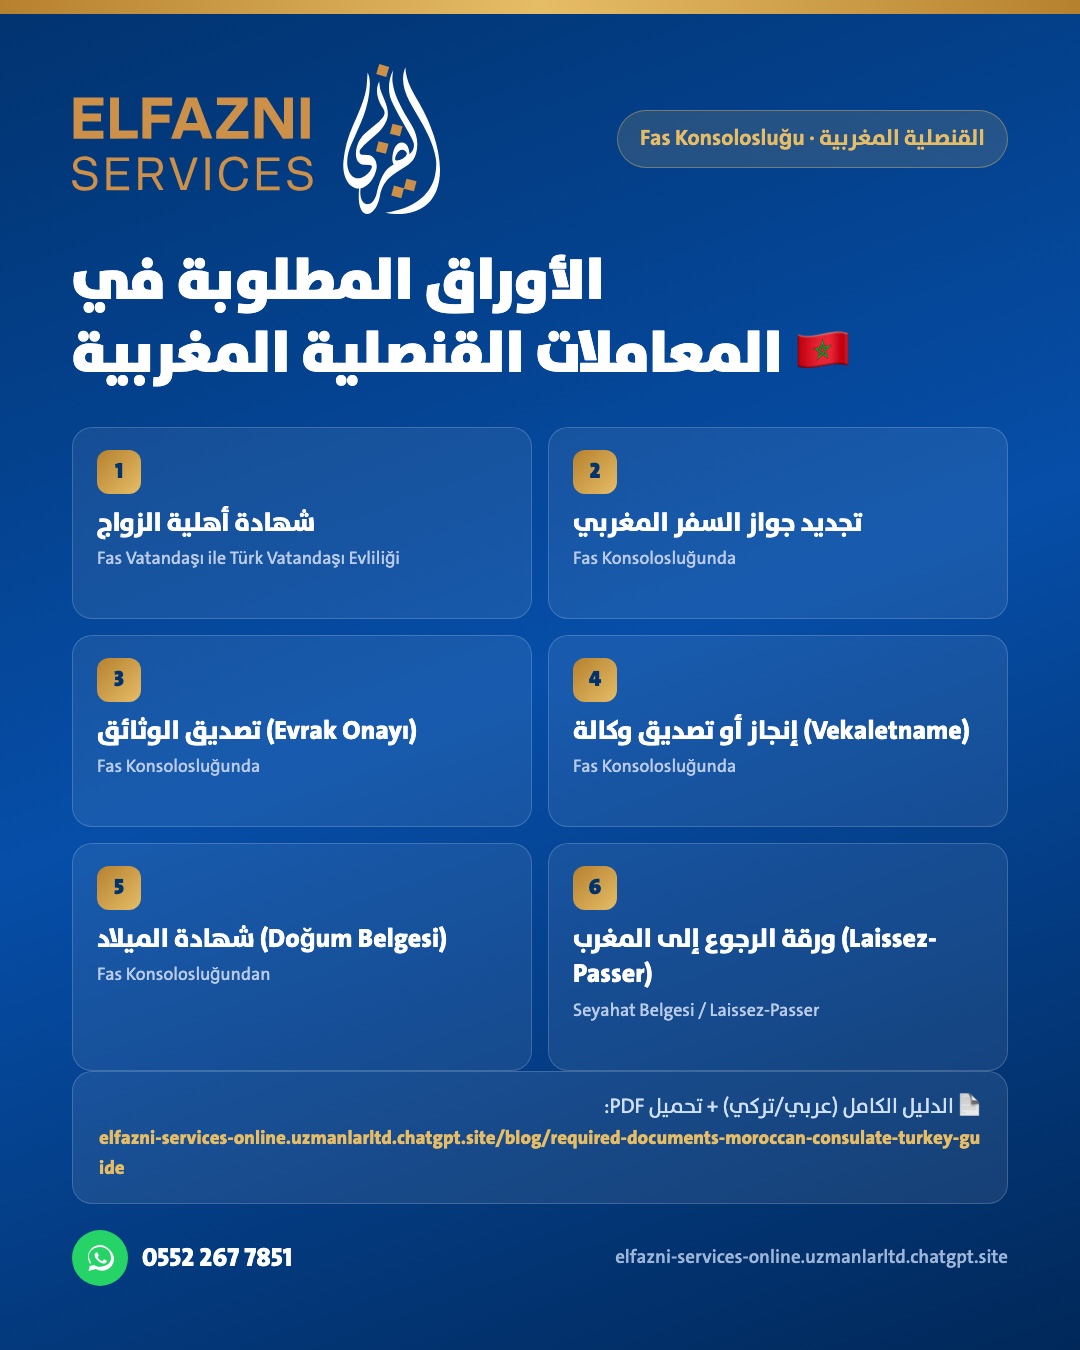 ELFAZNI
SERVICES
الفزني
Fas Konsolosluğu · القنصلية المغربية
الأوراق المطلوبة في
المعاملات القنصلية المغربية 🇲🇦
1
شهادة أهلية الزواج
Fas Vatandaşı ile Türk Vatandaşı Evliliği
2
تجديد جواز السفر المغربي
Fas Konsolosluğunda
3
تصديق الوثائق (Evrak Onayı)
Fas Konsolosluğunda
4
إنجاز أو تصديق وكالة (Vekaletname)
Fas Konsolosluğunda
5
شهادة الميلاد (Doğum Belgesi)
Fas Konsolosluğundan
6
ورقة الرجوع إلى المغرب (Laissez-
Passer)
Seyahat Belgesi / Laissez-Passer
📄 الدليل الكامل (عربي/تركي) + تحميل PDF:
elfazni-services-online.uzmanlarltd.chatgpt.site/blog/required-documents-moroccan-consulate-turkey-gu
ide
0552 267 7851
elfazni-services-online.uzmanlarltd.chatgpt.site